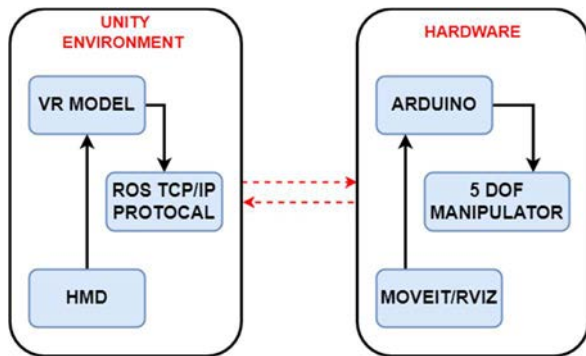 UNITY
ENVIRONMENT
VR MODEL
ROS TCP/IP
PROTOCAL
HMD
HARDWARE
ARDUINO
5 DOF
MANIPULATOR
MOVEIT/RVIZ